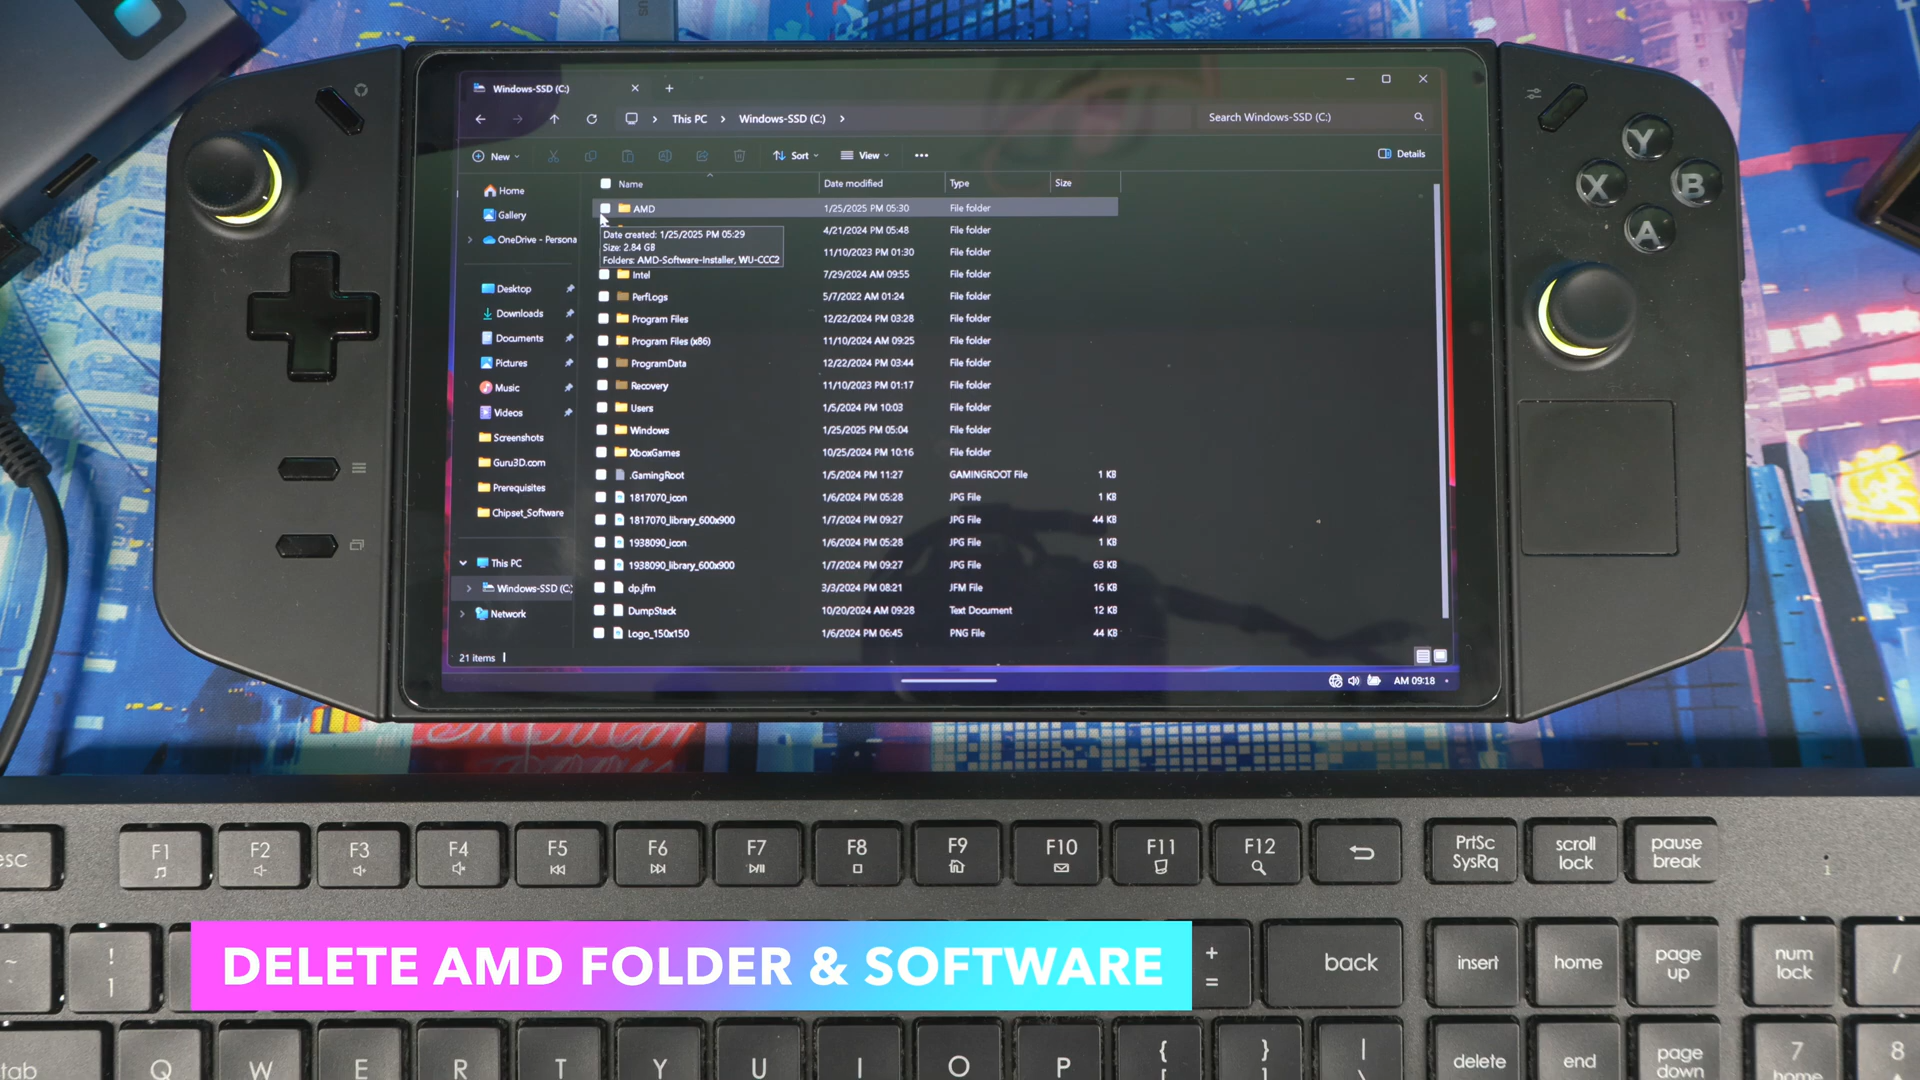 Windows-SSD (C:)
This PC > Windows-SSD (C:) >
Search Windows-SSD (C:)
New
Sort
View
Details
Name
Date modified
Type
Size
Home
Gallery
OneDrive - Persona
Desktop
Downloads
Documents
Pictures
Music
Videos
Screenshots
Guru3D.com
Prerequisites
Chipset_Software
This PC
Windows-SSD (C:
Network
AMD 1/25/2025 PM 05:30 File folder
4/21/2024 PM 05:48 File folder
11/10/2023 PM 01:30 File folder
Date created: 1/25/2025 PM 05:29
Size: 2.84 GB
Folders: AMD-Software-Installer, WU-CCC2
Intel 7/29/2024 AM 09:55 File folder
PerfLogs 5/7/2022 AM 01:24 File folder
Program Files 12/22/2024 PM 03:28 File folder
Program Files (x86) 11/10/2024 AM 09:25 File folder
ProgramData 12/22/2024 PM 03:44 File folder
Recovery 11/10/2023 PM 01:17 File folder
Users 1/5/2024 PM 10:03 File folder
Windows 1/25/2025 PM 05:04 File folder
XboxGames 10/25/2024 PM 10:16 File folder
.GamingRoot 1/5/2024 PM 11:27 GAMINGROOT File 1 KB
1817070_icon 1/6/2024 PM 05:28 JPG File 1 KB
1817070_library_600x900 1/7/2024 PM 09:27 JPG File 44 KB
1938090_icon 1/6/2024 PM 05:28 JPG File 1 KB
1938090_library_600x900 1/7/2024 PM 09:27 JPG File 63 KB
dp.jfm 3/3/2024 PM 08:21 JFM File 16 KB
DumpStack 10/20/2024 AM 09:28 Text Document 12 KB
Logo_150x150 1/6/2024 PM 06:45 PNG File 44 KB
21 items
AM 09:18
Y
X
B
A
esc F1 F2 F3 F4 F5 F6 F7 F8 F9 F10 F11 F12
PrtSc
SysRq
scroll
lock
pause
break
1
DELETE AMD FOLDER & SOFTWARE
~ ! 1 + = back insert home
page
up
num
lock
/
tab Q W E R T Y U I O P { [ } ] | \ delete end
page
down
7
home
8